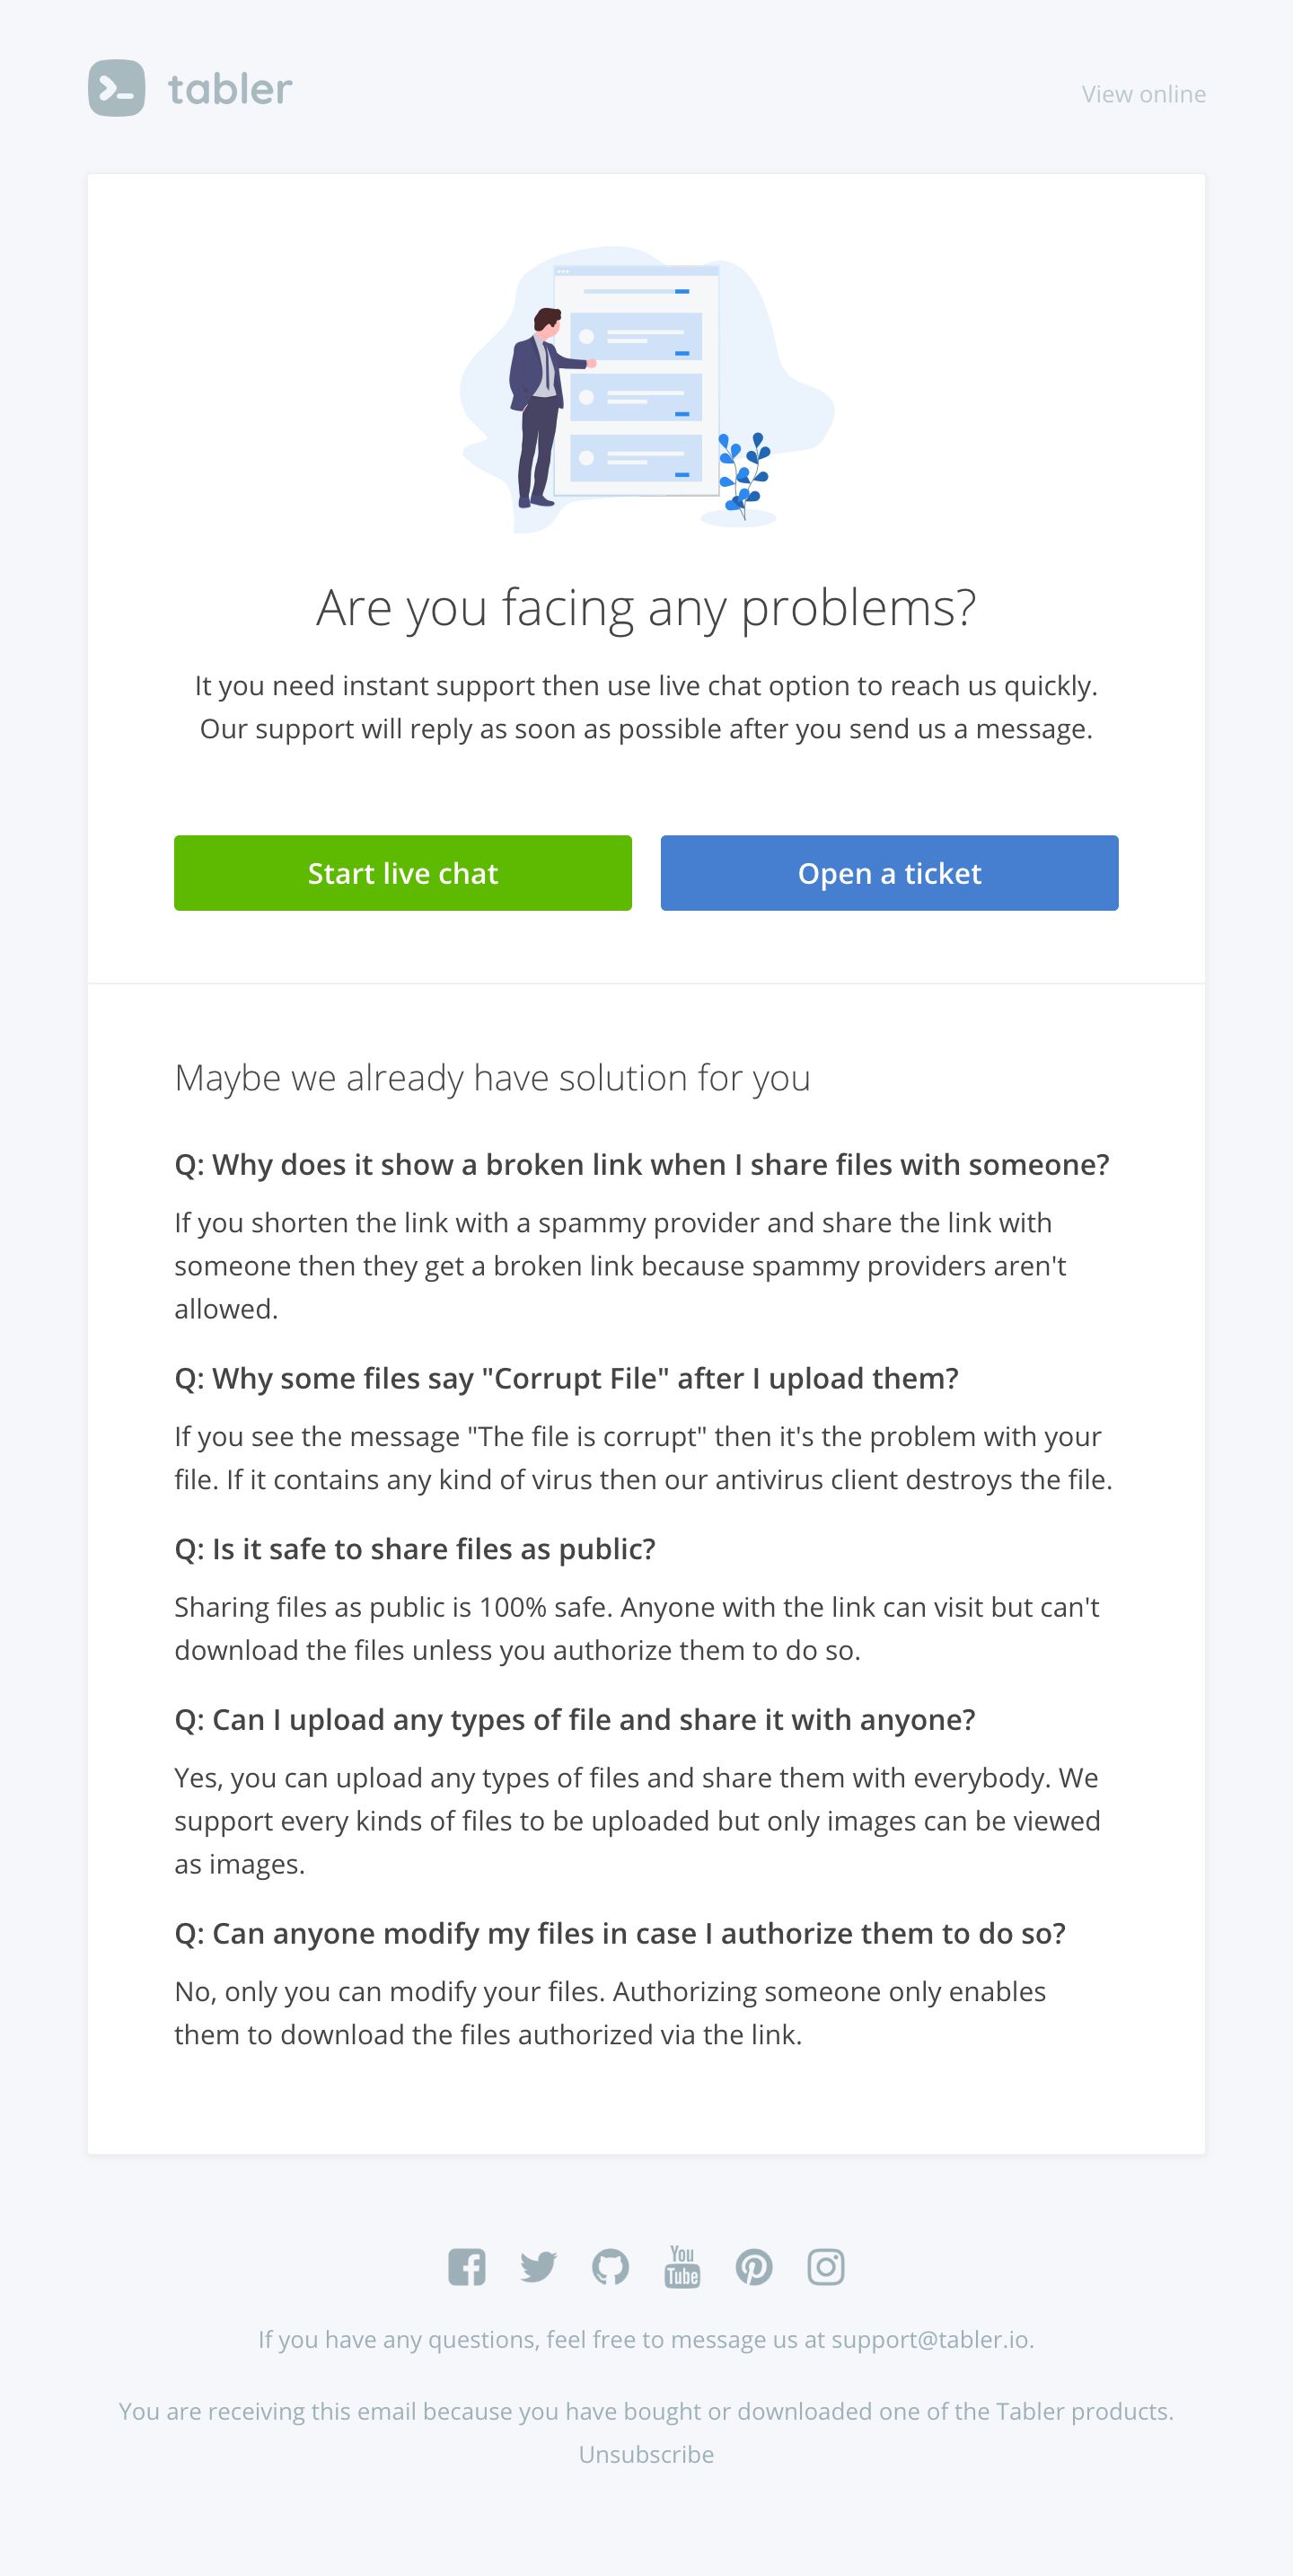 tabler
View online
Are you facing any problems?
It you need instant support then use live chat option to reach us quickly.
Our support will reply as soon as possible after you send us a message.
Start live chat
Open a ticket
Maybe we already have solution for you
Q: Why does it show a broken link when I share files with someone?
If you shorten the link with a spammy provider and share the link with
someone then they get a broken link because spammy providers aren't
allowed.
Q: Why some files say "Corrupt File" after I upload them?
If you see the message "The file is corrupt" then it's the problem with your
file. If it contains any kind of virus then our antivirus client destroys the file.
Q: Is it safe to share files as public?
Sharing files as public is 100% safe. Anyone with the link can visit but can't
download the files unless you authorize them to do so.
Q: Can I upload any types of file and share it with anyone?
Yes, you can upload any types of files and share them with everybody. We
support every kinds of files to be uploaded but only images can be viewed
as images.
Q: Can anyone modify my files in case I authorize them to do so?
No, only you can modify your files. Authorizing someone only enables
them to download the files authorized via the link.
You
Tube
If you have any questions, feel free to message us at support@tabler.io.
You are receiving this email because you have bought or downloaded one of the Tabler products.
Unsubscribe